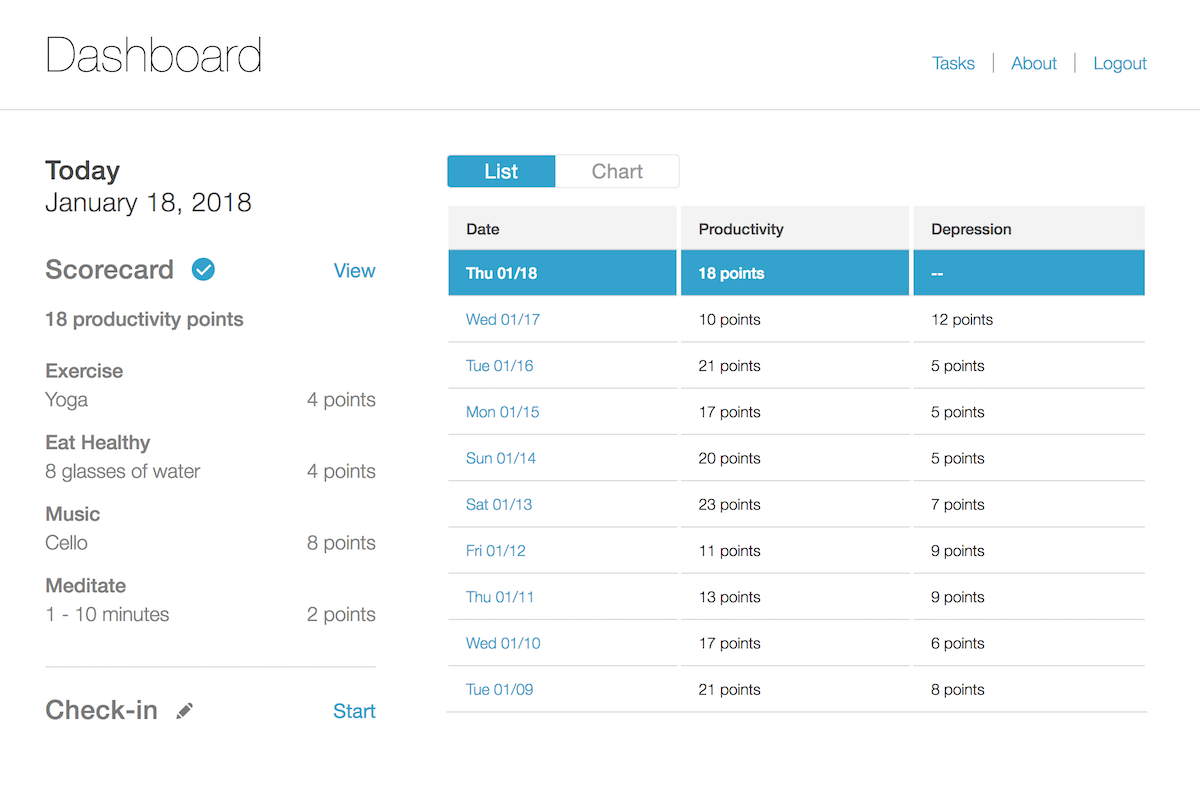 Dashboard
Tasks | About | Logout
Today
January 18, 2018
Scorecard View
18 productivity points
Exercise
Yoga 4 points
Eat Healthy
8 glasses of water 4 points
Music
Cello 8 points
Meditate
1 - 10 minutes 2 points
Check-in Start
List Chart
Date Productivity Depression
Thu 01/18 18 points --
Wed 01/17 10 points 12 points
Tue 01/16 21 points 5 points
Mon 01/15 17 points 5 points
Sun 01/14 20 points 5 points
Sat 01/13 23 points 7 points
Fri 01/12 11 points 9 points
Thu 01/11 13 points 9 points
Wed 01/10 17 points 6 points
Tue 01/09 21 points 8 points